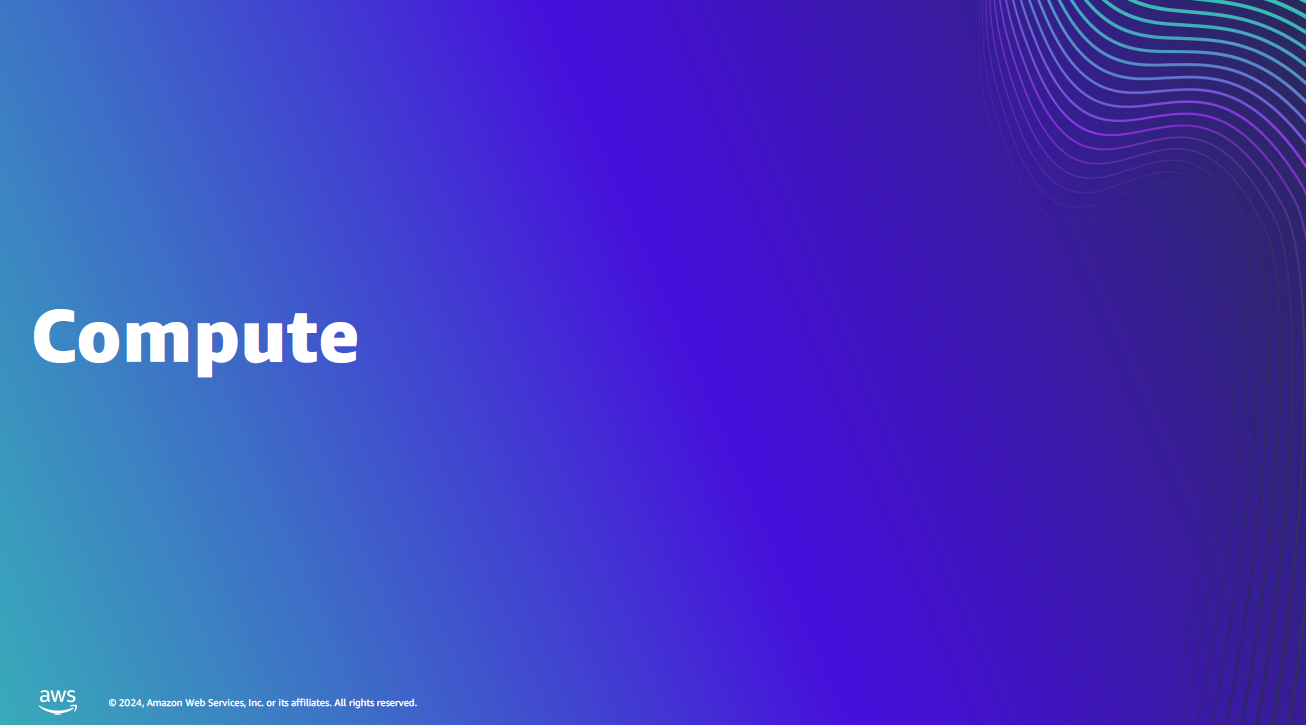 Compute
aws
© 2024, Amazon Web Services, Inc. or its affiliates. All rights reserved.